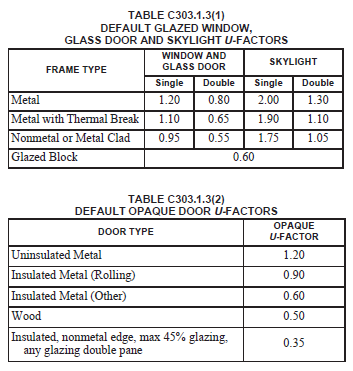 TABLE C303.1.3(1)
DEFAULT GLAZED WINDOW,
GLASS DOOR AND SKYLIGHT U-FACTORS
FRAME TYPE
WINDOW AND
GLASS DOOR
SKYLIGHT
Single Double Single Double
Metal 1.20 0.80 2.00 1.30
Metal with Thermal Break 1.10 0.65 1.90 1.10
Nonmetal or Metal Clad 0.95 0.55 1.75 1.05
Glazed Block 0.60
TABLE C303.1.3(2)
DEFAULT OPAQUE DOOR U-FACTORS
DOOR TYPE
OPAQUE
U-FACTOR
Uninsulated Metal 1.20
Insulated Metal (Rolling) 0.90
Insulated Metal (Other) 0.60
Wood 0.50
Insulated, nonmetal edge, max 45% glazing,
any glazing double pane 0.35